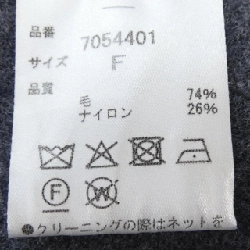 品番 7054401
サイズ F
品質 毛 74%
ナイロン 26%
F W
●クリーニングの際はネットを